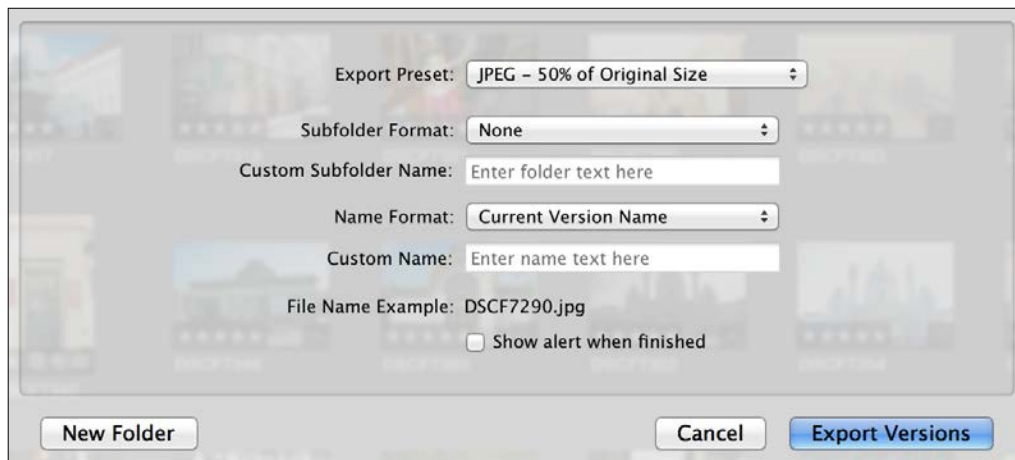 Export Preset: JPEG – 50% of Original Size
Subfolder Format: None
Custom Subfolder Name: Enter folder text here
Name Format: Current Version Name
Custom Name: Enter name text here
File Name Example: DSCF7290.jpg
Show alert when finished
New Folder Cancel Export Versions